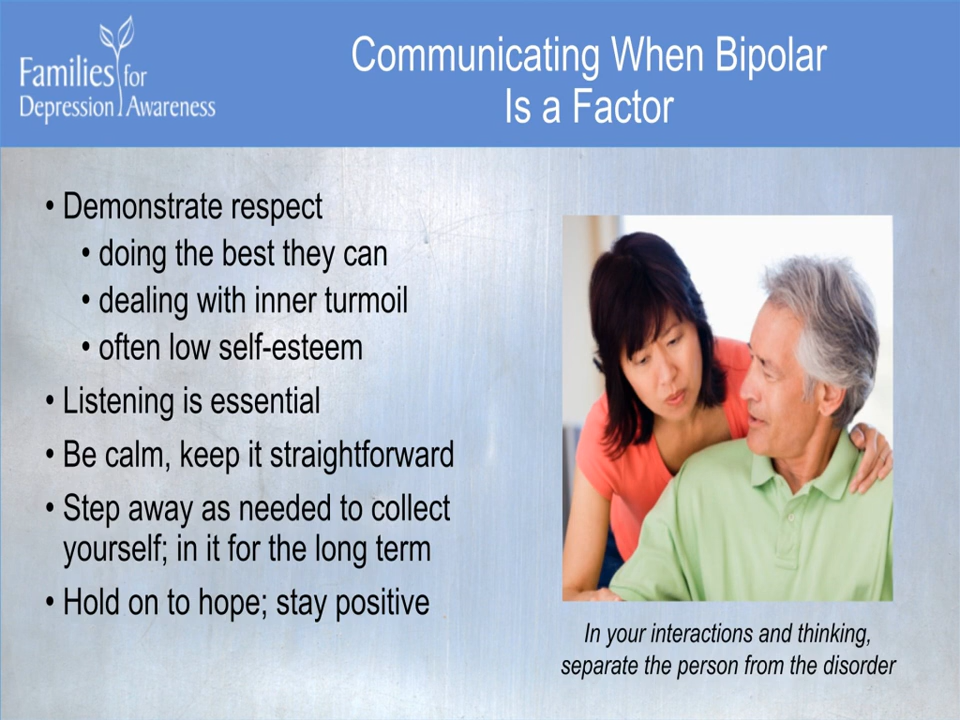 Families for
Depression Awareness
Communicating When Bipolar
Is a Factor
• Demonstrate respect
• doing the best they can
• dealing with inner turmoil
• often low self-esteem
• Listening is essential
• Be calm, keep it straightforward
• Step away as needed to collect
yourself; in it for the long term
• Hold on to hope; stay positive
In your interactions and thinking,
separate the person from the disorder